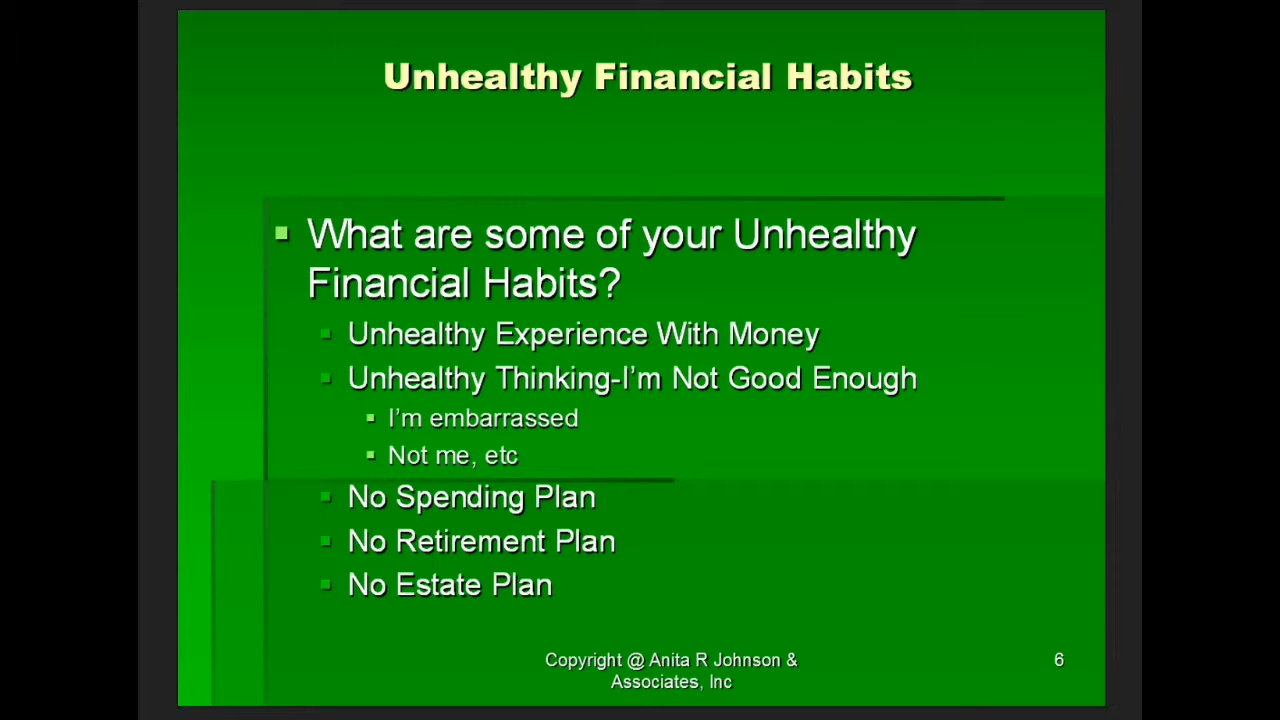 Unhealthy Financial Habits
What are some of your Unhealthy
Financial Habits?
Unhealthy Experience With Money
Unhealthy Thinking-I'm Not Good Enough
I'm embarrassed
Not me, etc
No Spending Plan
No Retirement Plan
No Estate Plan
Copyright @ Anita R Johnson &
Associates, Inc
6